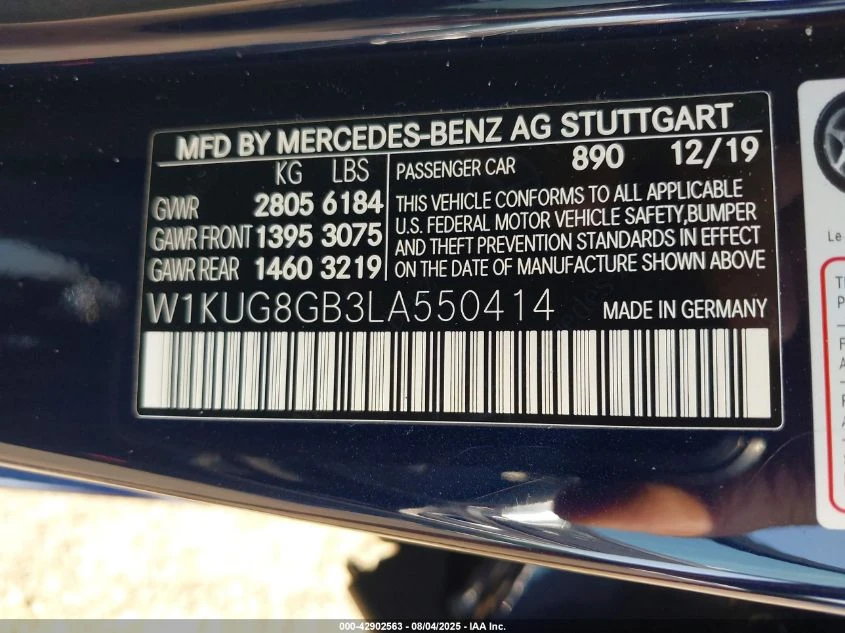 MFD BY MERCEDES-BENZ AG STUTTGART
KG LBS
GVWR 2805 6184
GAWR FRONT 1395 3075
GAWR REAR 1460 3219
PASSENGER CAR 890 12/19
THIS VEHICLE CONFORMS TO ALL APPLICABLE
U.S. FEDERAL MOTOR VEHICLE SAFETY,BUMPER
AND THEFT PREVENTION STANDARDS IN EFFECT
ON THE DATE OF MANUFACTURE SHOWN ABOVE
W1KUG8GB3LA550414 MADE IN GERMANY
Le
000-42902563 - 08/04/2025 - IAA Inc.